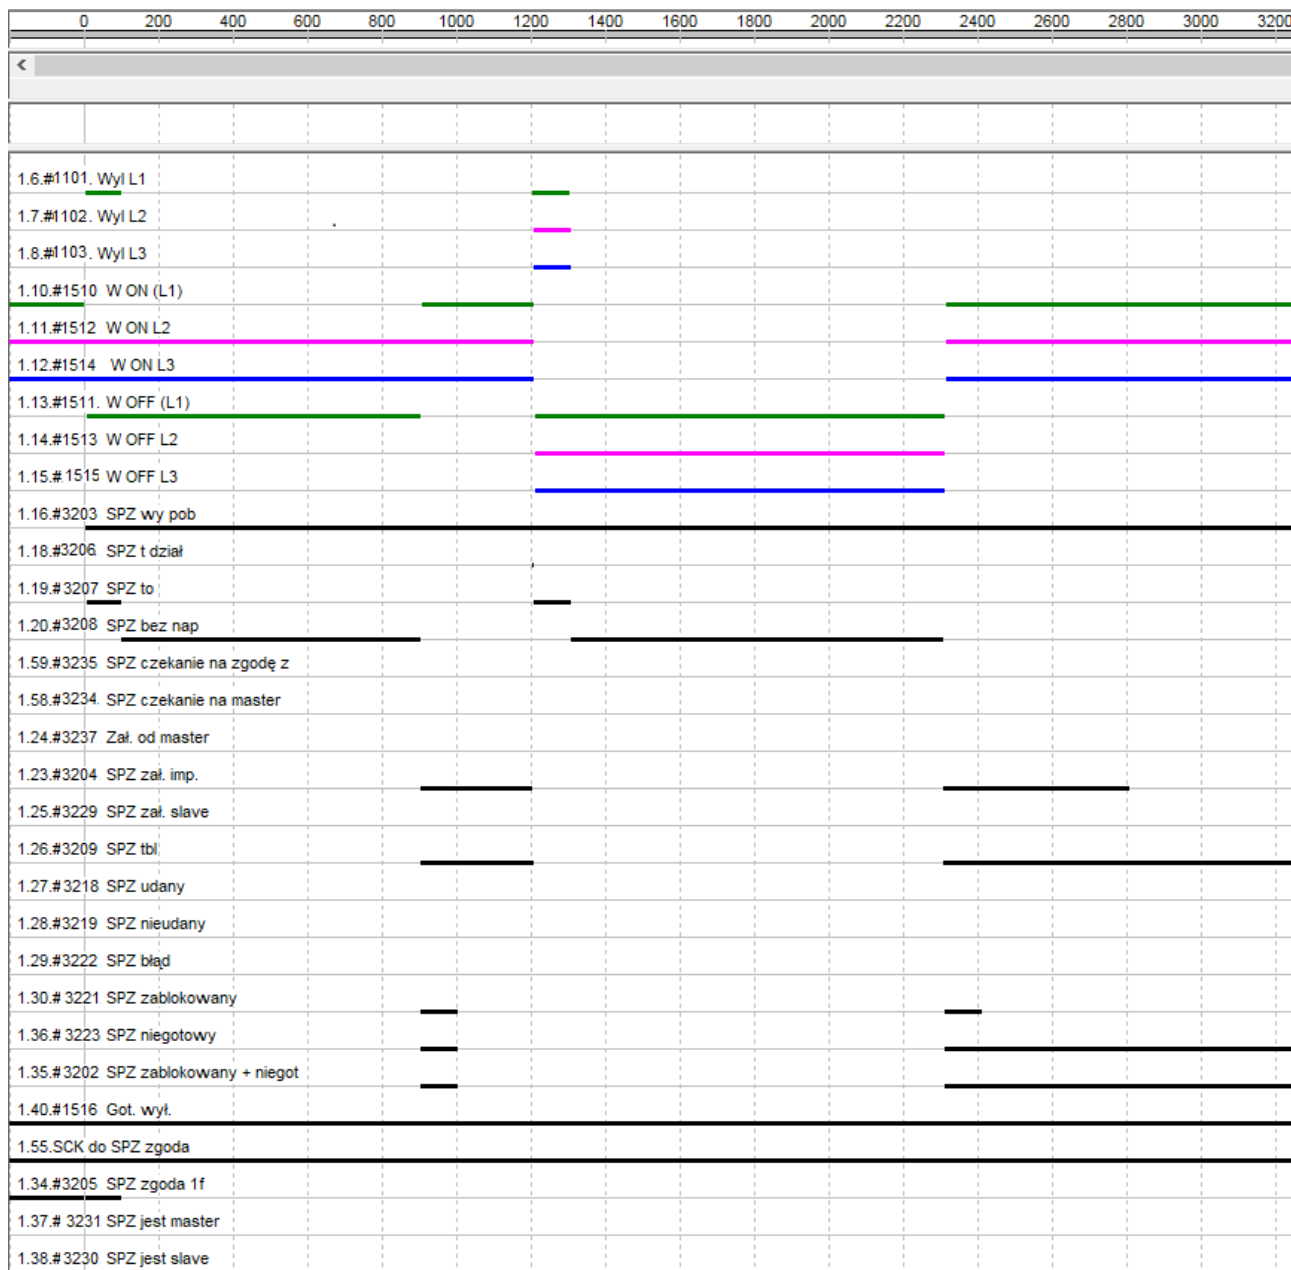 0 200 400 600 800 1000 1200 1400 1600 1800 2000 2200 2400 2600 2800 3000 3200
<
1.6.#1101. Wyl L1
1.7.#1102. Wyl L2
1.8.#1103. Wyl L3
1.10.#1510 W ON (L1)
1.11.#1512 W ON L2
1.12.#1514 W ON L3
1.13.#1511. W OFF (L1)
1.14.#1513 W OFF L2
1.15.#.1515 W OFF L3
1.16.#3203 SPZ wy pob
1.18.#3206. SPZ t dział
1.19.#3207 SPZ to
1.20.#3208 SPZ bez nap
1.59.#3235 SPZ czekanie na zgodę z
1.58.#3234. SPZ czekanie na master
1.24.#3237 Zał. od master
1.23.#3204 SPZ zał. imp.
1.25.#3229 SPZ zał. slave
1.26.#3209 SPZ tbl
1.27.#3218 SPZ udany
1.28.#3219 SPZ nieudany
1.29.#3222 SPZ błąd
1.30.# 3221 SPZ zablokowany
1.36.# 3223 SPZ niegotowy
1.35.#3202 SPZ zablokowany + niegot
1.40.#1516 Got. wył.
1.55.SCK do SPZ zgoda
1.34.#3205 SPZ zgoda 1f
1.37.# 3231 SPZ jest master
1.38.#3230 SPZ jest slave